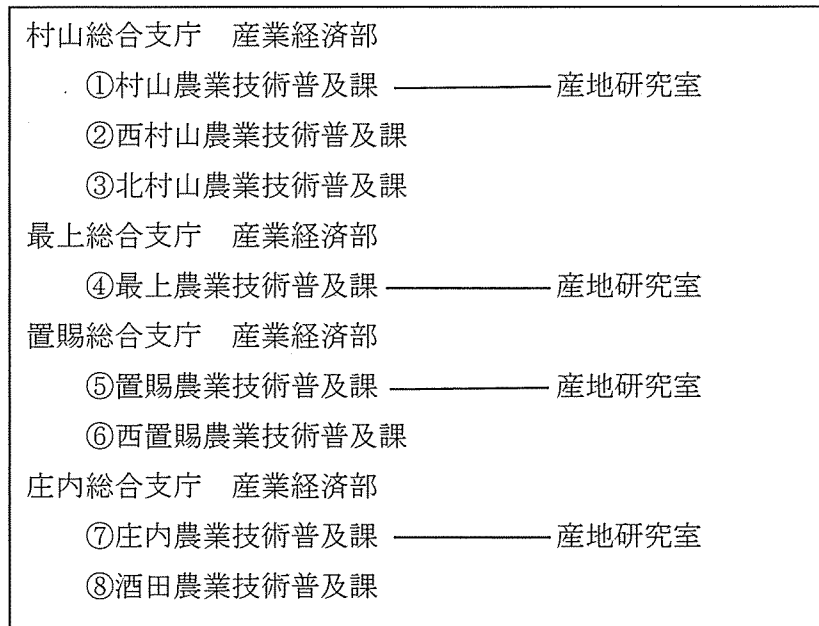 村山総合支庁　産業経済部
①村山農業技術普及課 ――――― 産地研究室
②西村山農業技術普及課
③北村山農業技術普及課
最上総合支庁　産業経済部
④最上農業技術普及課 ――――― 産地研究室
置賜総合支庁　産業経済部
⑤置賜農業技術普及課 ――――― 産地研究室
⑥西置賜農業技術普及課
庄内総合支庁　産業経済部
⑦庄内農業技術普及課 ――――― 産地研究室
⑧酒田農業技術普及課